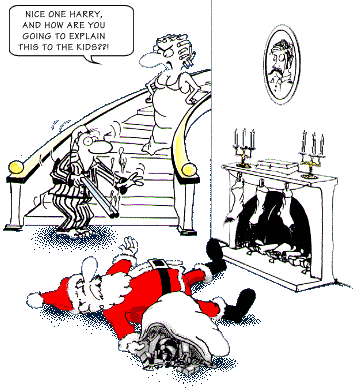 NICE ONE HARRY,
AND HOW ARE YOU
GOING TO EXPLAIN
THIS TO THE KIDS??!